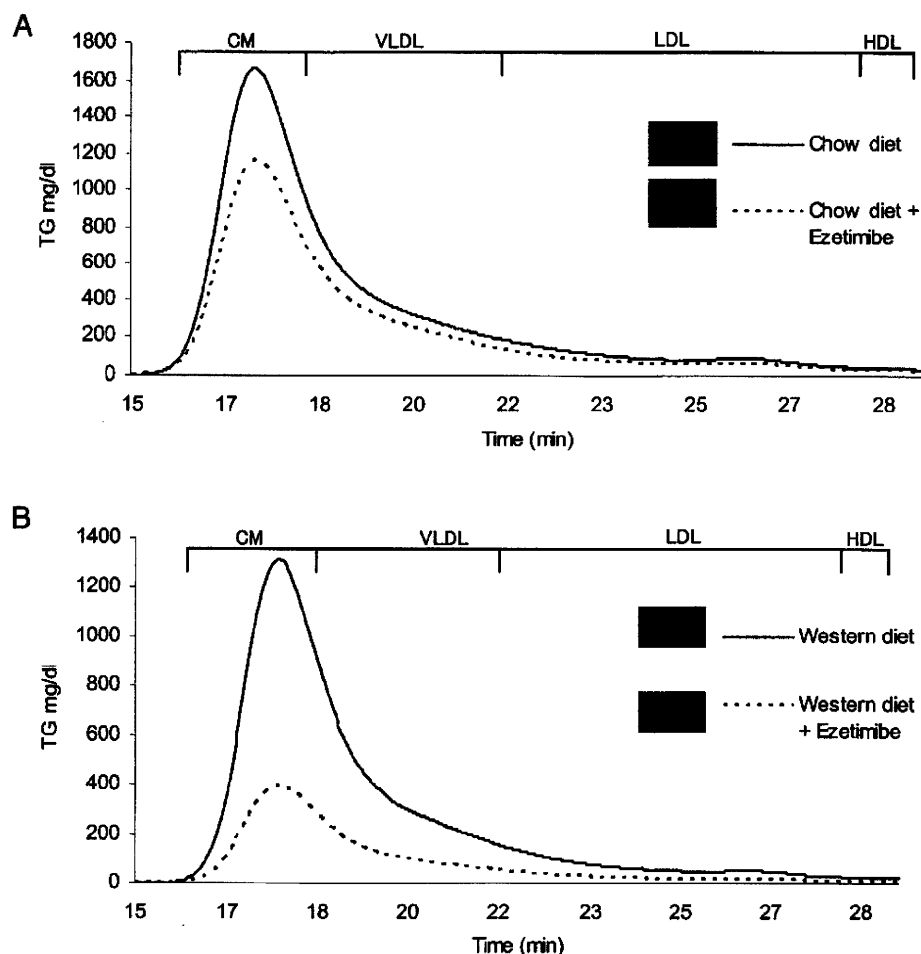 A
CM VLDL LDL HDL
1800
1600
1400
1200
1000
800
600
400
200
0
TG mg/dl
Chow diet
Chow diet +
Ezetimibe
15 17 18 20 22 23 25 27 28
Time (min)
B
CM VLDL LDL HDL
1400
1200
1000
800
600
400
200
0
TG mg/dl
Western diet
Western diet
+ Ezetimibe
15 17 18 20 22 23 25 27 28
Time (min)